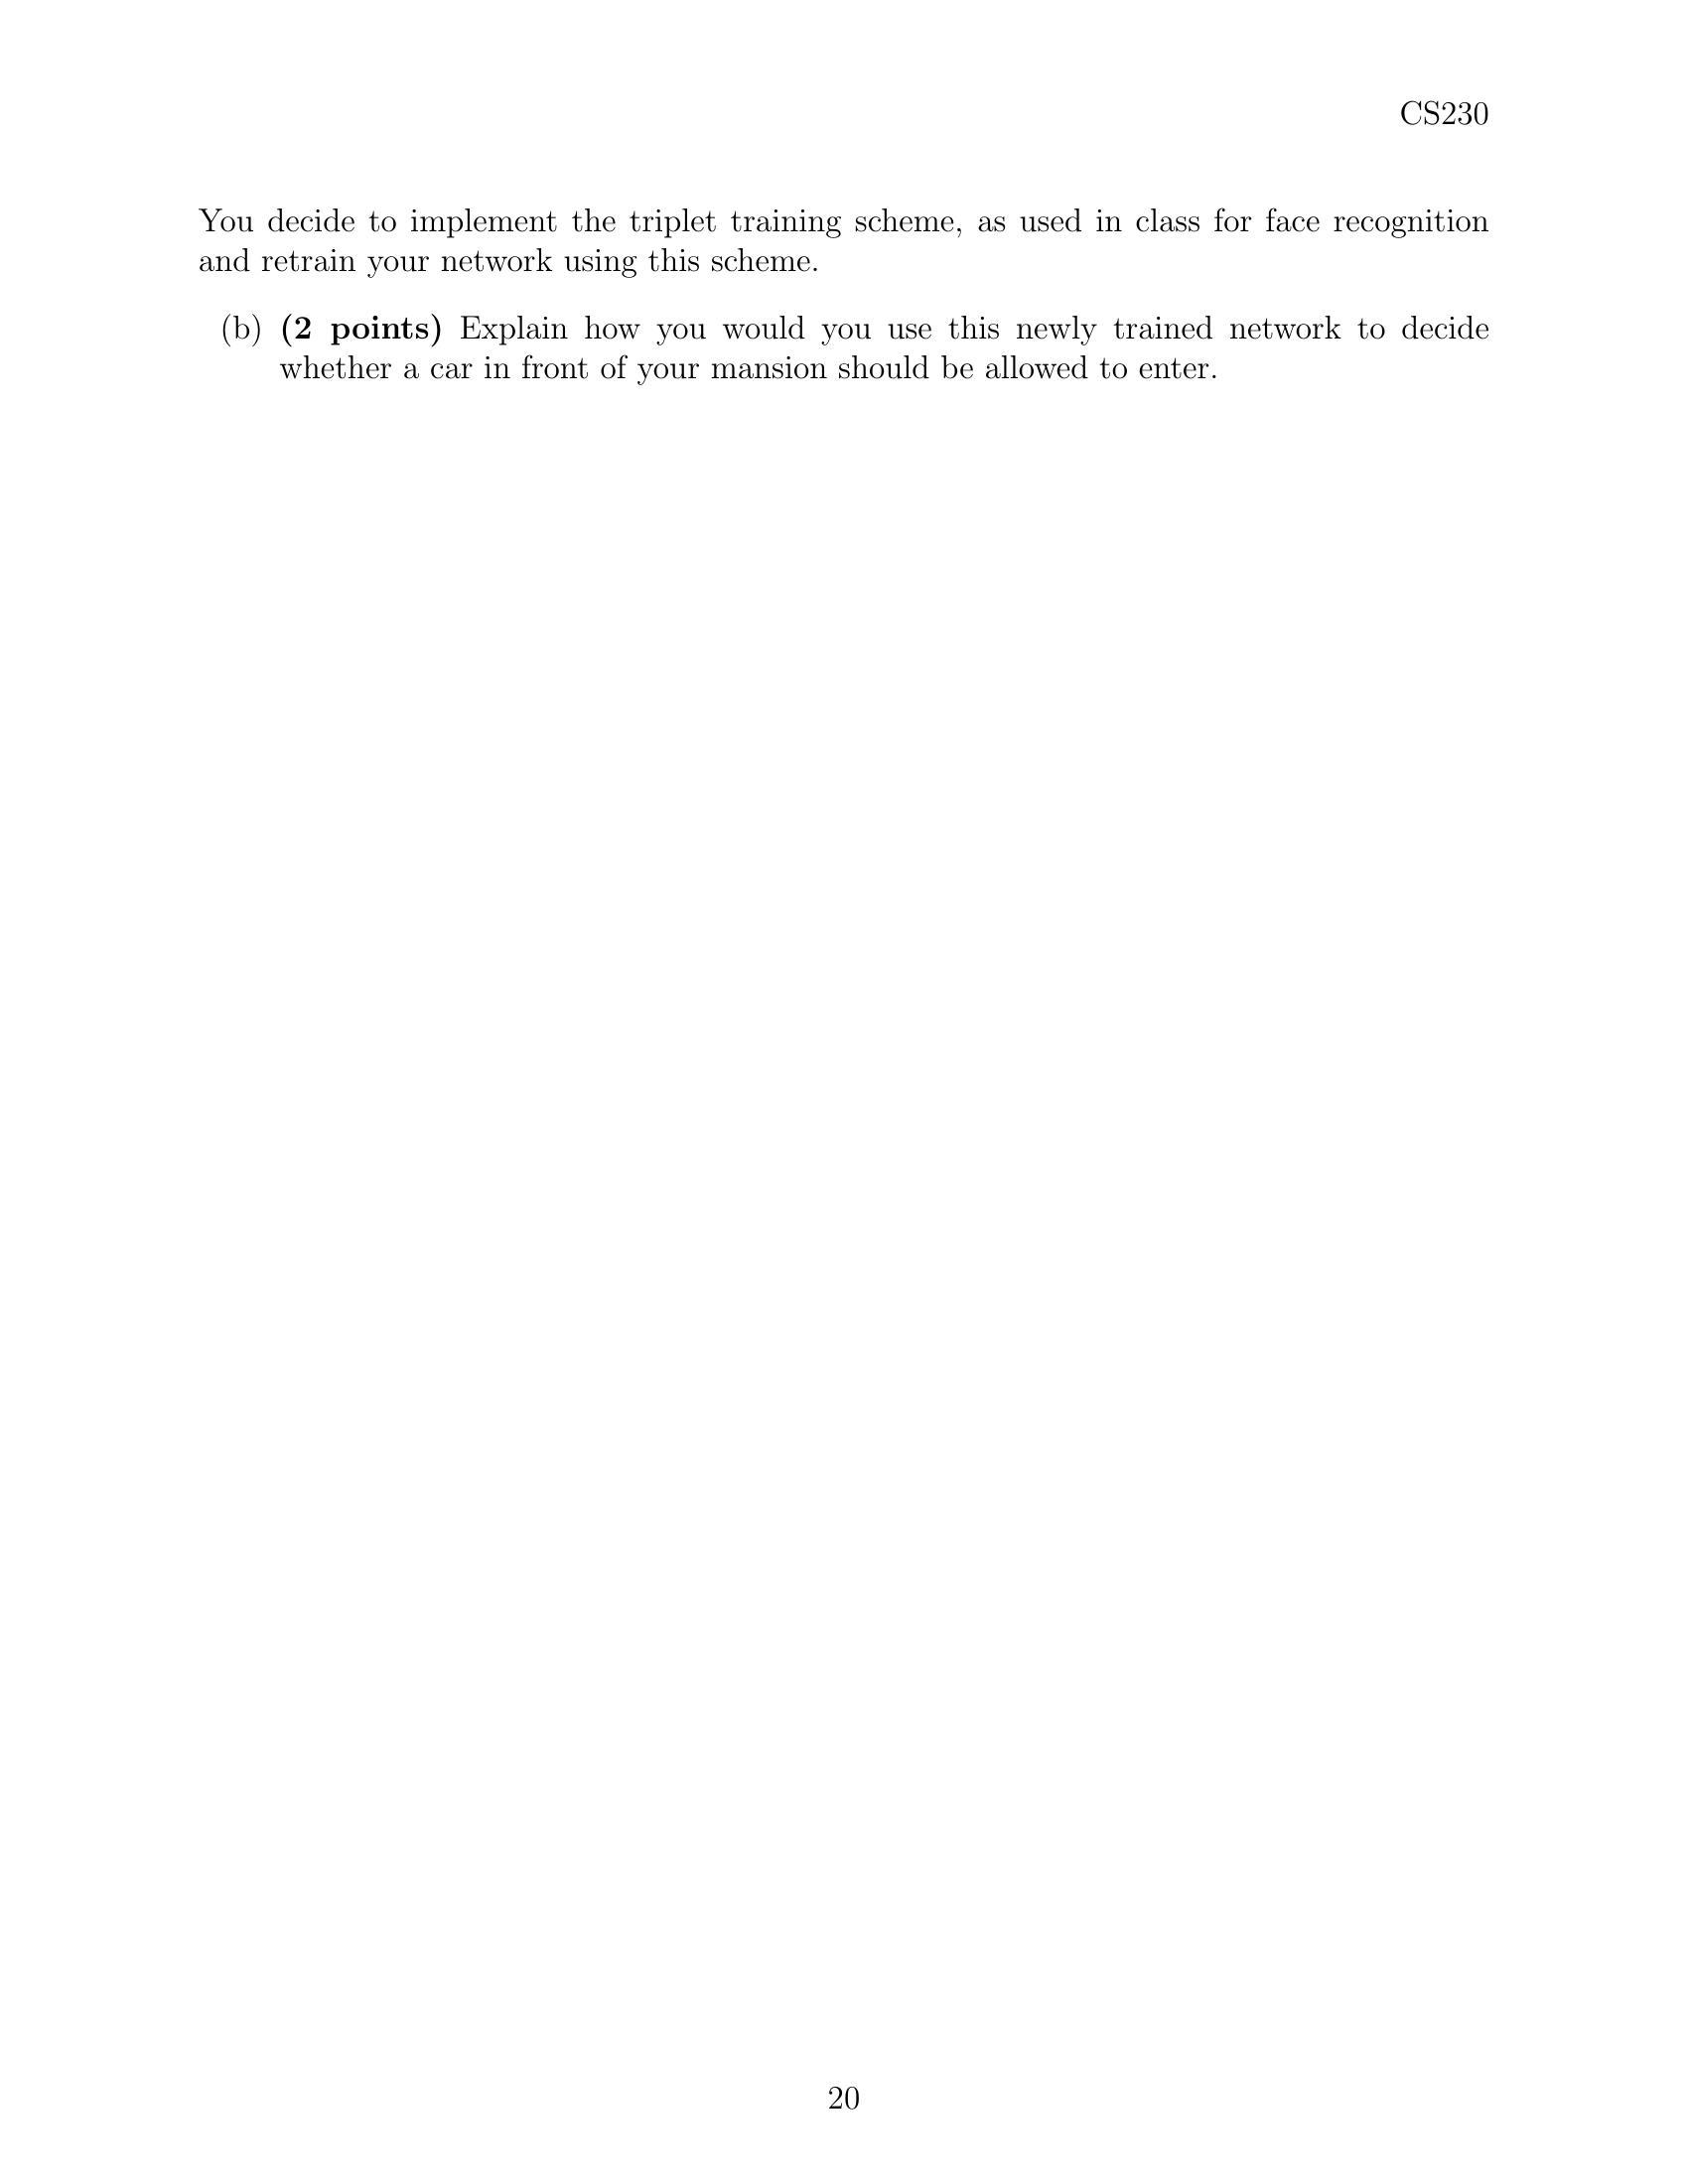 CS230
You decide to implement the triplet training scheme, as used in class for face recognition
and retrain your network using this scheme.
(b) (2 points) Explain how you would you use this newly trained network to decide
whether a car in front of your mansion should be allowed to enter.
20